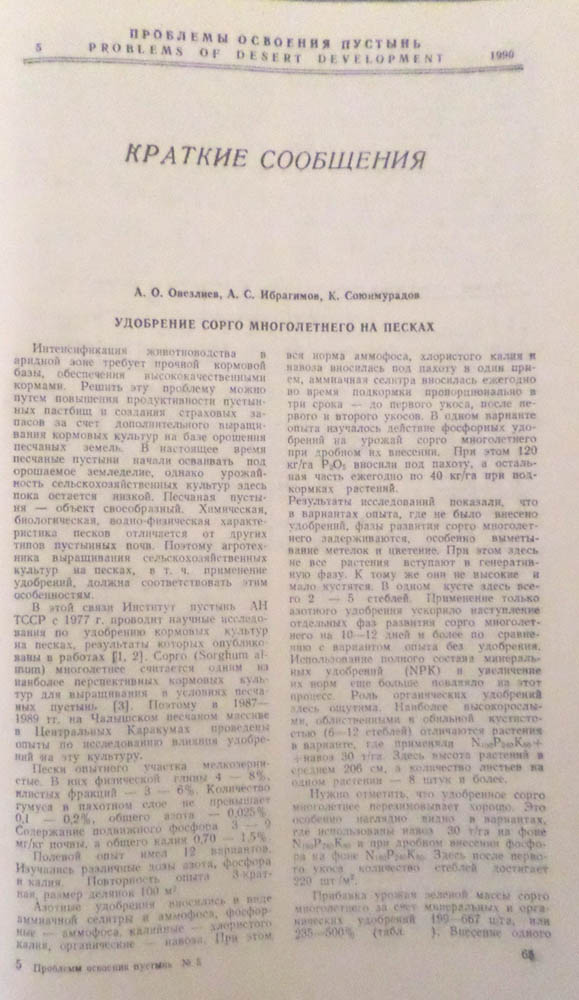 ПРОБЛЕМЫ ОСВОЕНИЯ ПУСТЫНЬ
5 PROBLEMS OF DESERT DEVELOPMENT 1990
КРАТКИЕ СООБЩЕНИЯ
А. О. Овезлиев, А. С. Ибрагимов, К. Союнмурадов
УДОБРЕНИЕ СОРГО МНОГОЛЕТНЕГО НА ПЕСКАХ
Интенсификация животноводства в
аридной зоне требует прочной кормовой
базы, обеспечения высококачественными
кормами. Решить эту проблему можно
путем повышения продуктивности пустын-
ных пастбищ и создания страховых за-
пасов за счет дополнительного выращи-
вания кормовых культур на базе орошения
песчаных земель. В настоящее время
песчаные пустыни начали осваивать под
орошаемое земледелие, однако урожай-
ность сельскохозяйственных культур здесь
пока остается низкой. Песчаная пусты-
ня — объект своеобразный. Химическая,
биологическая, водно-физическая характе-
ристика песков отличается от других
типов пустынных почв. Поэтому агротех-
ника выращивания сельскохозяйственных
культур на песках, в т. ч. применение
удобрений, должна соответствовать этим
особенностям.
В этой связи Институт пустынь АН
ТССР с 1977 г. проводит научные исследо-
вания по удобрению кормовых культур
на песках, результаты которых опублико-
ваны в работах [1, 2]. Сорго (Sorghum al-
mum) многолетнее считается одним из
наиболее перспективных кормовых куль-
тур для выращивания в условиях песча-
ных пустынь [3]. Поэтому в 1987—
1989 гг. на Чалышском песчаном массиве
в Центральных Каракумах проведены
опыты по исследованию влияния удобре-
ний на эту культуру.
Пески опытного участка мелкозерни-
стые. В них физической глины 4 — 8%,
илистых фракций — 3 — 6%. Количество
гумуса в пахотном слое не превышает
0,1 — 0,2%, общего азота — 0,025%.
Содержание подвижного фосфора 3 — 9
мг/кг почвы, а общего калия 0,70 — 1,5%.
Полевой опыт имел 12 вариантов.
Изучались различные дозы азота, фосфора
и калия. Повторность опыта 3-крат-
ная, размер делянок 100 м².
Азотные удобрения вносились в виде
аммиачной селитры и аммофоса, фосфор-
ные — аммофоса, калийные — хлористого
калия, органические — навоза. При этом
вся норма аммофоса, хлористого калия и
навоза вносилась под пахоту в один при-
ем, аммиачная селитра вносилась ежегодно
во время подкормки пропорционально в
три срока — до первого укоса, после пе-
рвого и второго укосов. В одном варианте
опыта изучалось действие фосфорных удо-
брений на урожай сорго многолетнего
при дробном их внесении. При этом 120
кг/га P₂O₅ вносили под пахоту, а осталь-
ная часть ежегодно по 40 кг/га при под-
кормках растений.
Результаты исследований показали, что
в вариантах опыта, где не было внесено
удобрений, фазы развития сорго многолет-
него задерживаются, особенно выметы-
вание метелок и цветение. При этом здесь
не все растения вступают в генератив-
ную фазу. К тому же они не высокие и
мало кустятся. В одном кусте здесь все-
го 2 — 5 стеблей. Применение только
азотного удобрения ускорило наступление
отдельных фаз развития сорго многолет-
него на 10—12 дней и более по сравне-
нию с вариантом опыта без удобрения.
Использование полного состава минераль-
ных удобрений (NPK) и увеличение
их норм еще больше повлияло на этот
процесс. Роль органических удобрений
здесь ощутима. Наиболее высокорослы-
ми, облиственными и обильной кустисто-
стью (6—12 стеблей) отличаются растения
в варианте, где применяли
+навоз 30 т/га. Здесь высота растений в
среднем 206 см, а количество листьев на
одном растении — 8 штук и более.
Нужно отметить, что удобренное сорго
многолетнее перезимовывает хорошо. Это
особенно наглядно видно в вариантах,
где использованы навоз 30 т/га на фоне
и при дробном внесении фосфо-
ра на фоне Здесь после перво-
го укоса количество стеблей достигает
220 шт/м².
Прибавка урожая зеленой массы сорго
многолетнего за счет минеральных и орга-
нических удобрений 199—667 ц/га, или
235—500% (табл. ). Внесение одного
5 Проблемы освоения пустынь № 5
65